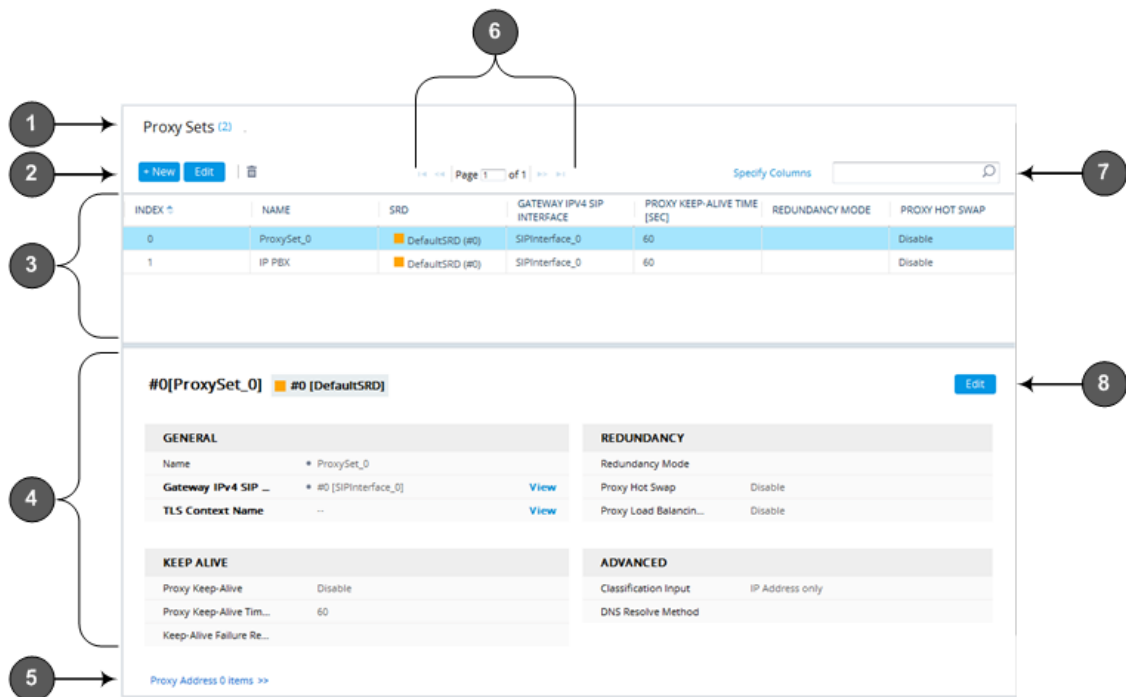 6
1
Proxy Sets (2) .
2
+ New Edit Page 1 of 1 Specify Columns
7
INDEX NAME SRD GATEWAY IPV4 SIP INTERFACE PROXY KEEP-ALIVE TIME [SEC] REDUNDANCY MODE PROXY HOT SWAP
0 ProxySet_0 DefaultSRD (#0) SIPInterface_0 60 Disable
3
1 IP PBX DefaultSRD (#0) SIPInterface_0 60 Disable
#0[ProxySet_0] #0 [DefaultSRD] Edit
8
GENERAL
Name ProxySet_0
Gateway IPv4 SIP ... #0 [SIPInterface_0] View
TLS Context Name -- View
REDUNDANCY
Redundancy Mode
Proxy Hot Swap Disable
Proxy Load Balancin... Disable
4
KEEP ALIVE
Proxy Keep-Alive Disable
Proxy Keep-Alive Tim... 60
Keep-Alive Failure Re...
ADVANCED
Classification Input IP Address only
DNS Resolve Method
5
Proxy Address 0 items >>